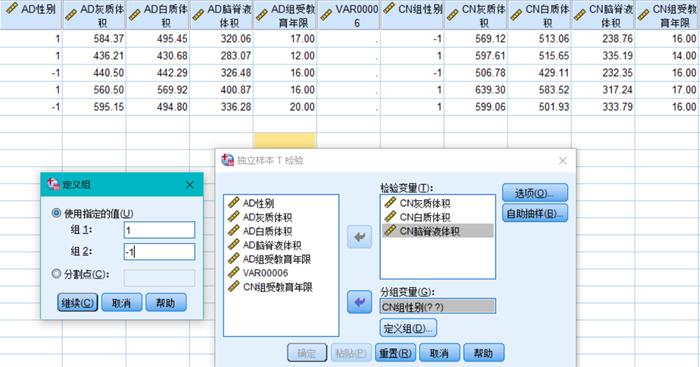 AD性别 AD灰质体积 AD白质体积 AD脑脊液体积 AD组受教育年限 VAR00006 CN组性别 CN灰质体积 CN白质体积 CN脑脊液体积 CN组受教育年限
1 584.37 495.45 320.06 17.00 . -1 569.12 513.06 238.76 16.00
1 436.21 430.68 283.07 12.00 . 1 597.61 515.65 335.19 14.00
-1 440.50 442.29 326.48 16.00 . -1 506.78 429.11 232.35 16.00
1 560.50 569.92 400.87 16.00 . 1 639.30 583.52 317.24 17.00
-1 595.15 494.80 336.28 20.00 . 1 599.06 501.93 333.79 16.00
定义组
使用指定的值(U)
组 1: 1
组 2: -1
分割点(C):
继续(C) 取消 帮助
独立样本 T 检验
AD性别
AD灰质体积
AD白质体积
AD脑脊液体积
AD组受教育年限
VAR00006
CN组受教育年限
检验变量(T):
CN灰质体积
CN白质体积
CN脑脊液体积
选项(O)...
自助抽样(B)...
分组变量(G):
CN组性别(? ?)
定义组(D)...
确定 粘贴(P) 重置(R) 取消 帮助